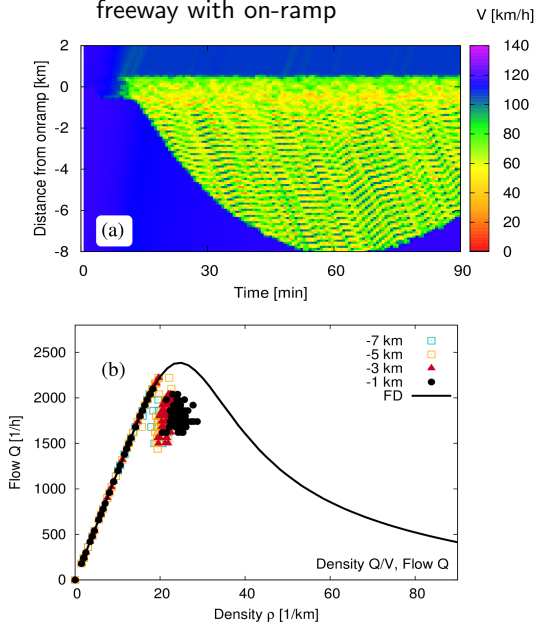 freeway with on-ramp
V [km/h]
2
0
-2
-4
-6
-8
Distance from onramp [km]
(a)
0
30
60
90
Time [min]
140
120
100
80
60
40
20
0
(b)
-7 km
-5 km
-3 km
-1 km
FD
2500
2000
1500
1000
500
0
Flow Q [1/h]
Density Q/V, Flow Q
0
20
40
60
80
Density ρ [1/km]